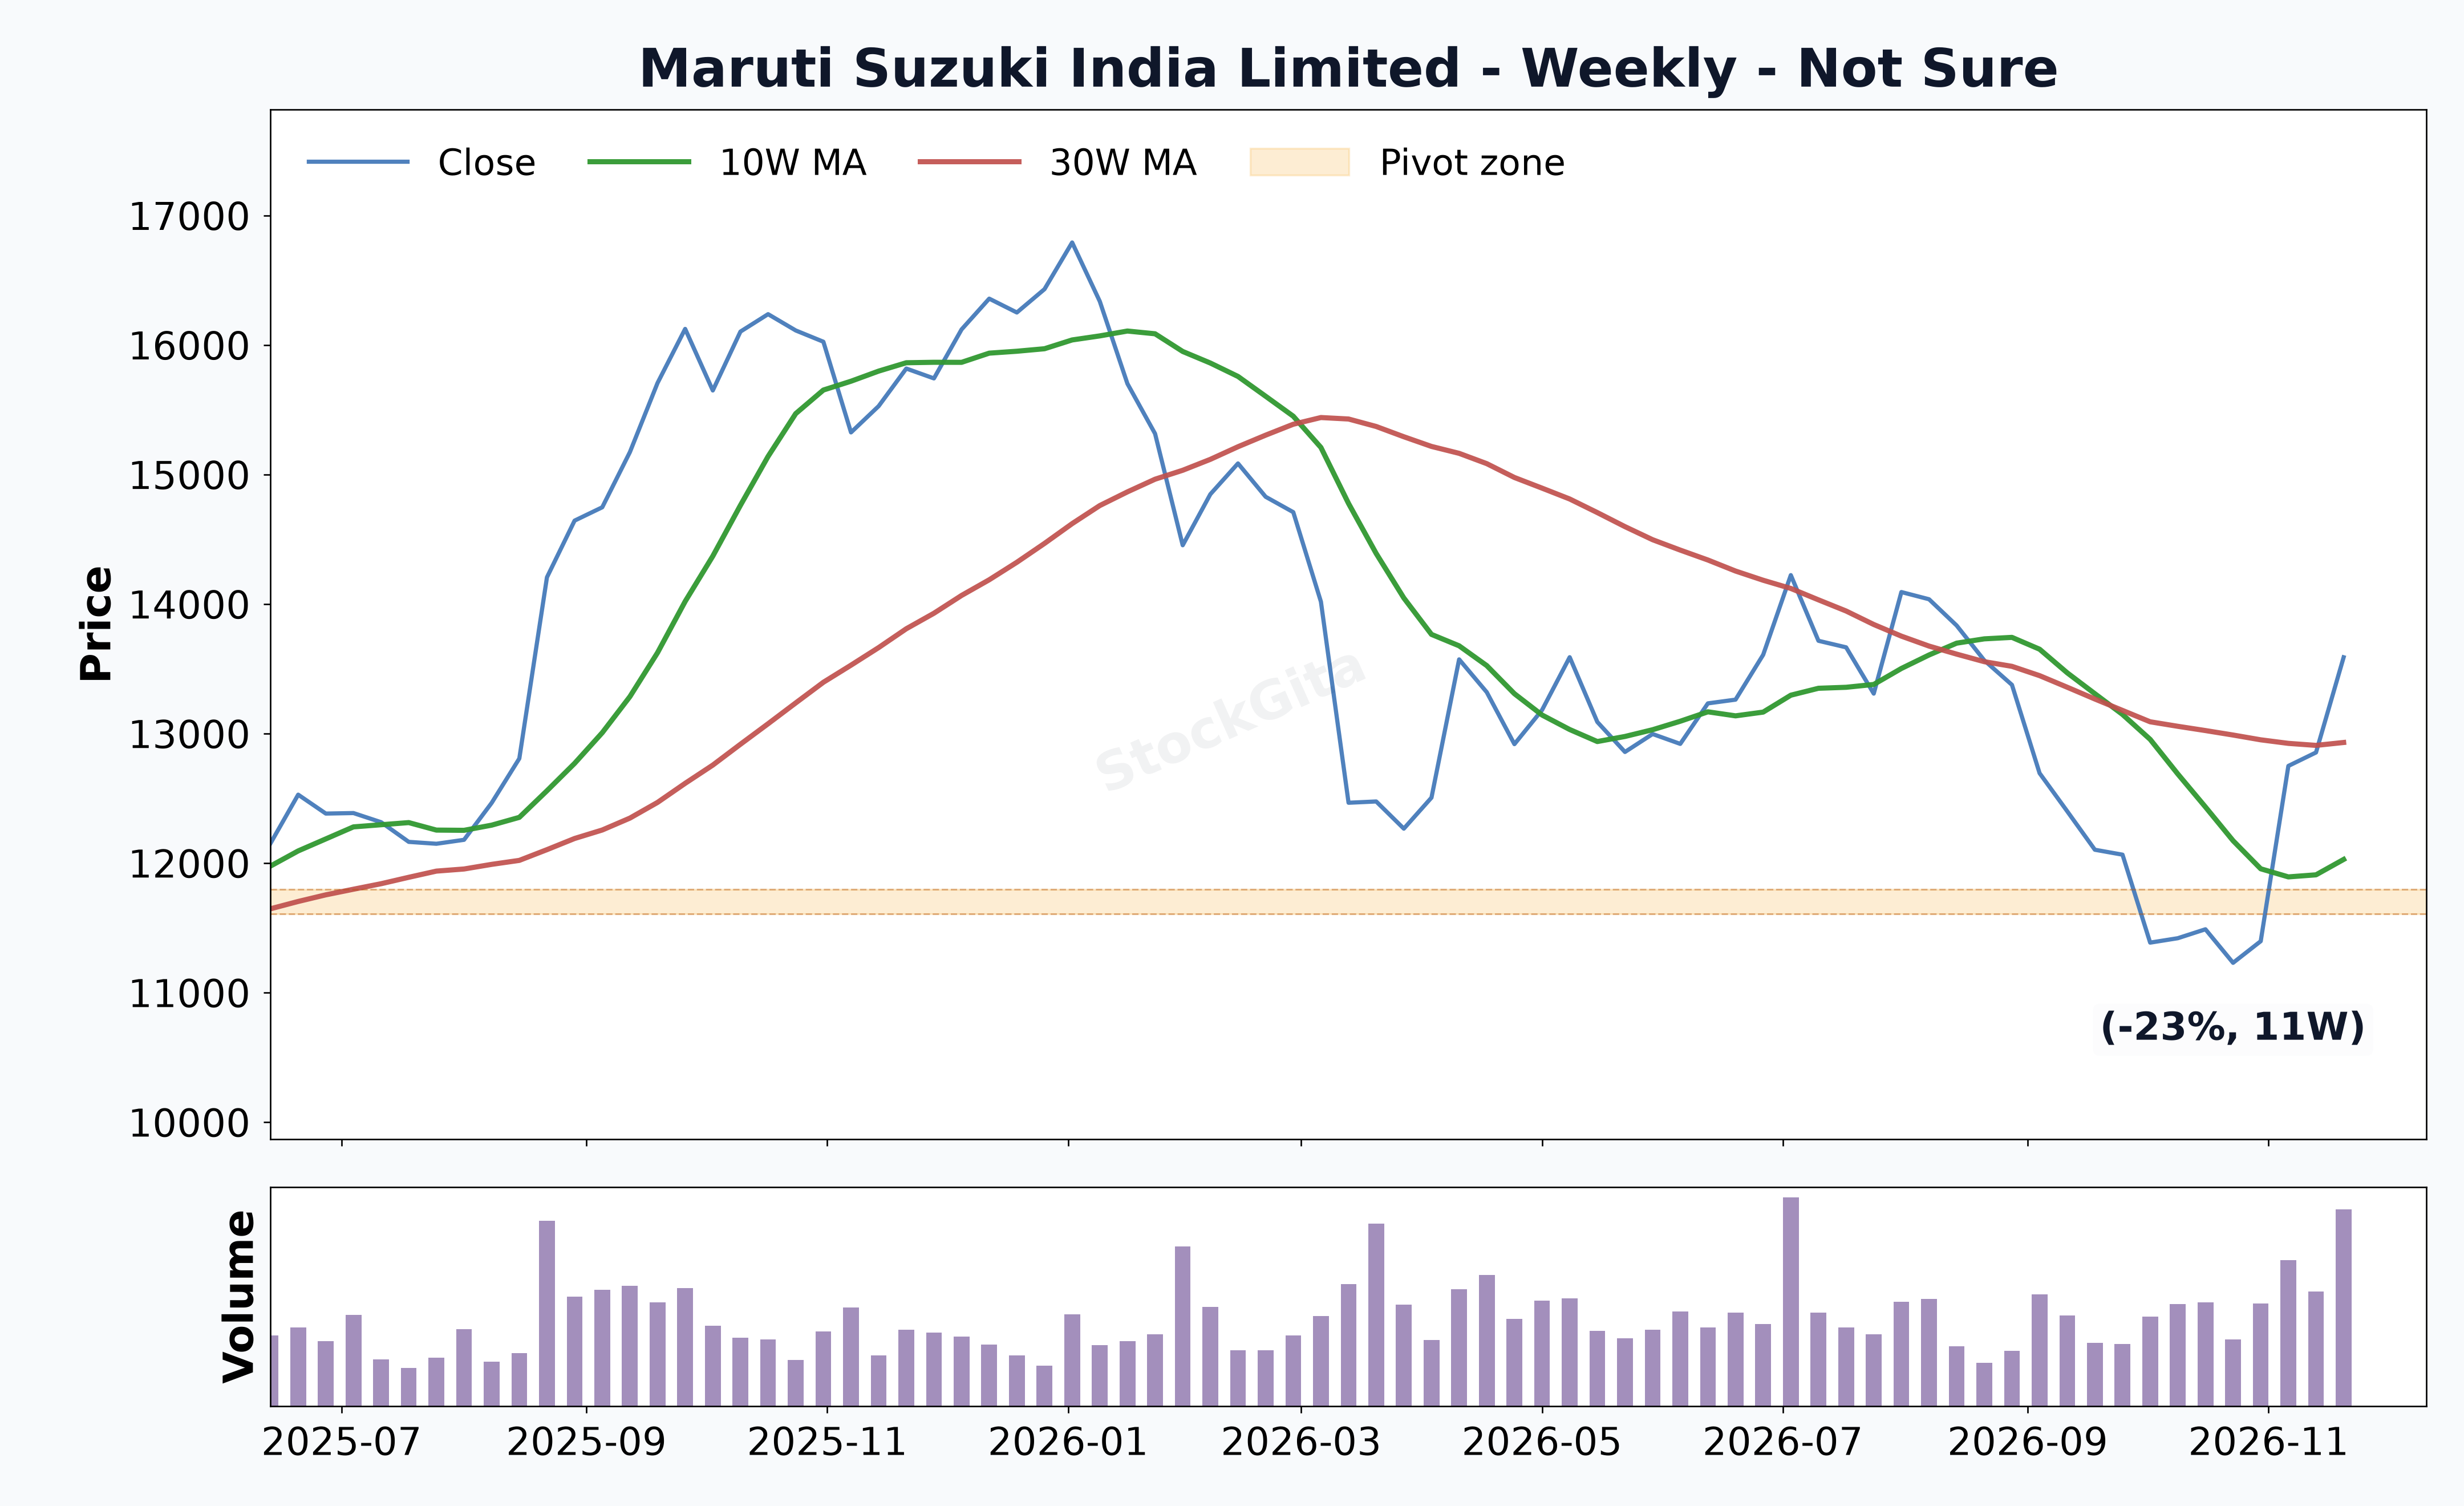 Maruti Suzuki India Limited - Weekly - Not Sure
Close 10W MA 30W MA Pivot zone
Price
17000
16000
15000
14000
13000
12000
11000
10000
StockGita
(-23%, 11W)
Volume
2025-07 2025-09 2025-11 2026-01 2026-03 2026-05 2026-07 2026-09 2026-11